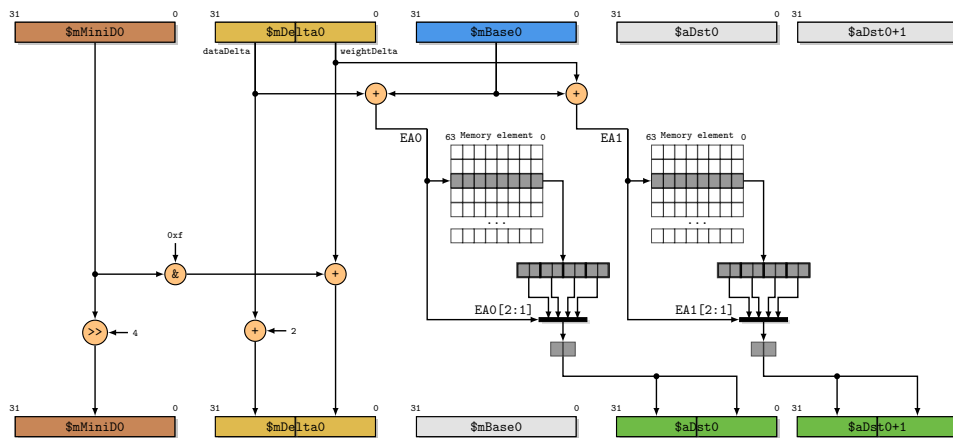 31 0 31 0 31 0 31 0
$mMiniD0 $mDelta0 $mBase0 $aDst0 $aDst0+1
dataDelta weightDelta
+ +
EA0 63 Memory element 0 EA1 63 Memory element 0
... ...
0xf
& +
EA0[2:1] EA1[2:1]
>> 4 + 2
31 0 31 0 31 0 31 0
$mMiniD0 $mDelta0 $mBase0 $aDst0 $aDst0+1